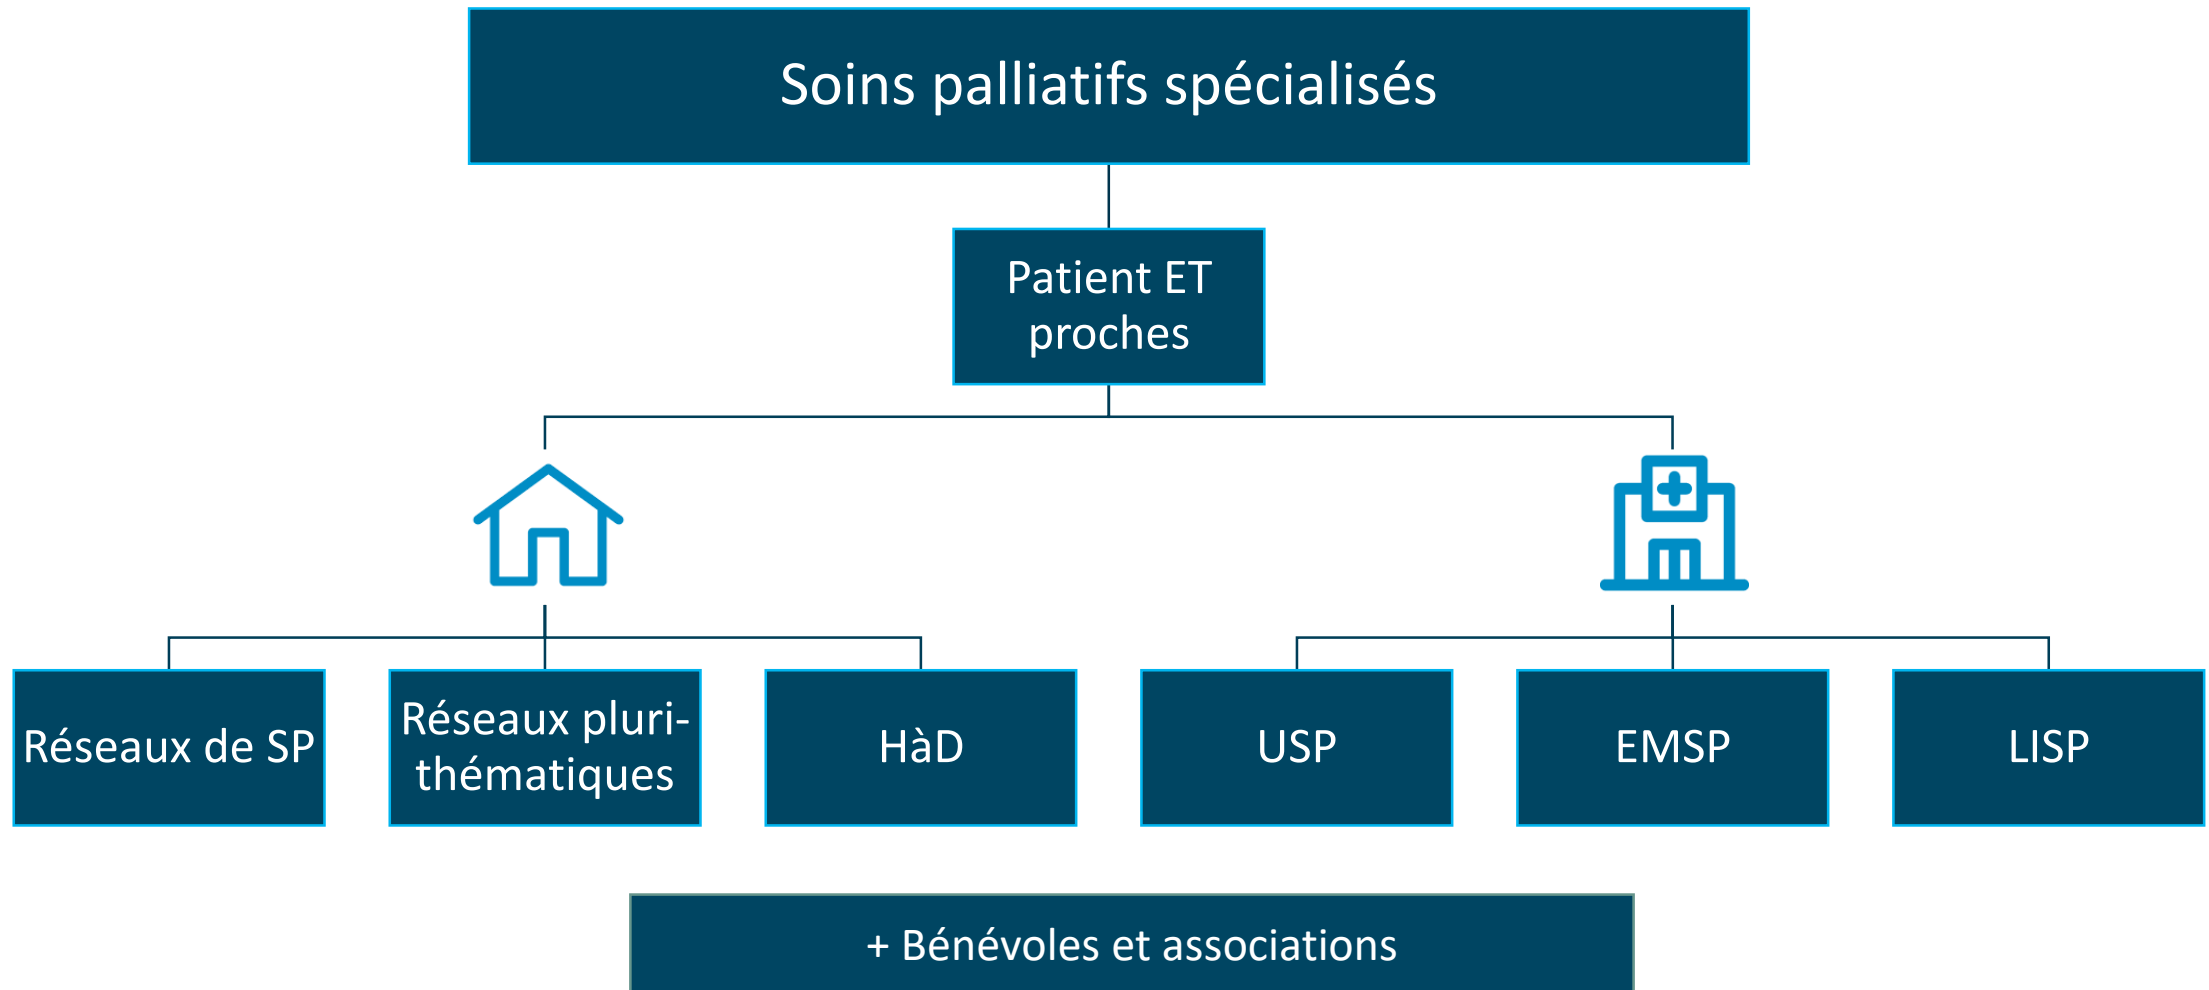 Soins palliatifs spécialisés
Patient ET
proches
Réseaux de SP
Réseaux pluri-
thématiques
HàD
USP
EMSP
LISP
+ Bénévoles et associations